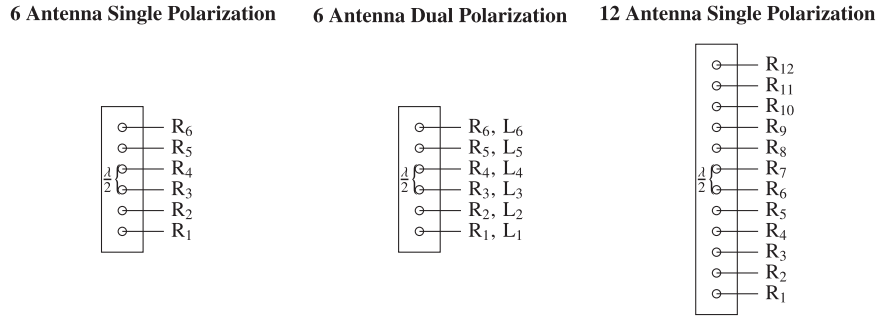 6 Antenna Single Polarization
R6
R5
R4
R3
R2
R1
λ/2
6 Antenna Dual Polarization
R6, L6
R5, L5
R4, L4
R3, L3
R2, L2
R1, L1
λ/2
12 Antenna Single Polarization
R12
R11
R10
R9
R8
R7
R6
R5
R4
R3
R2
R1
λ/2